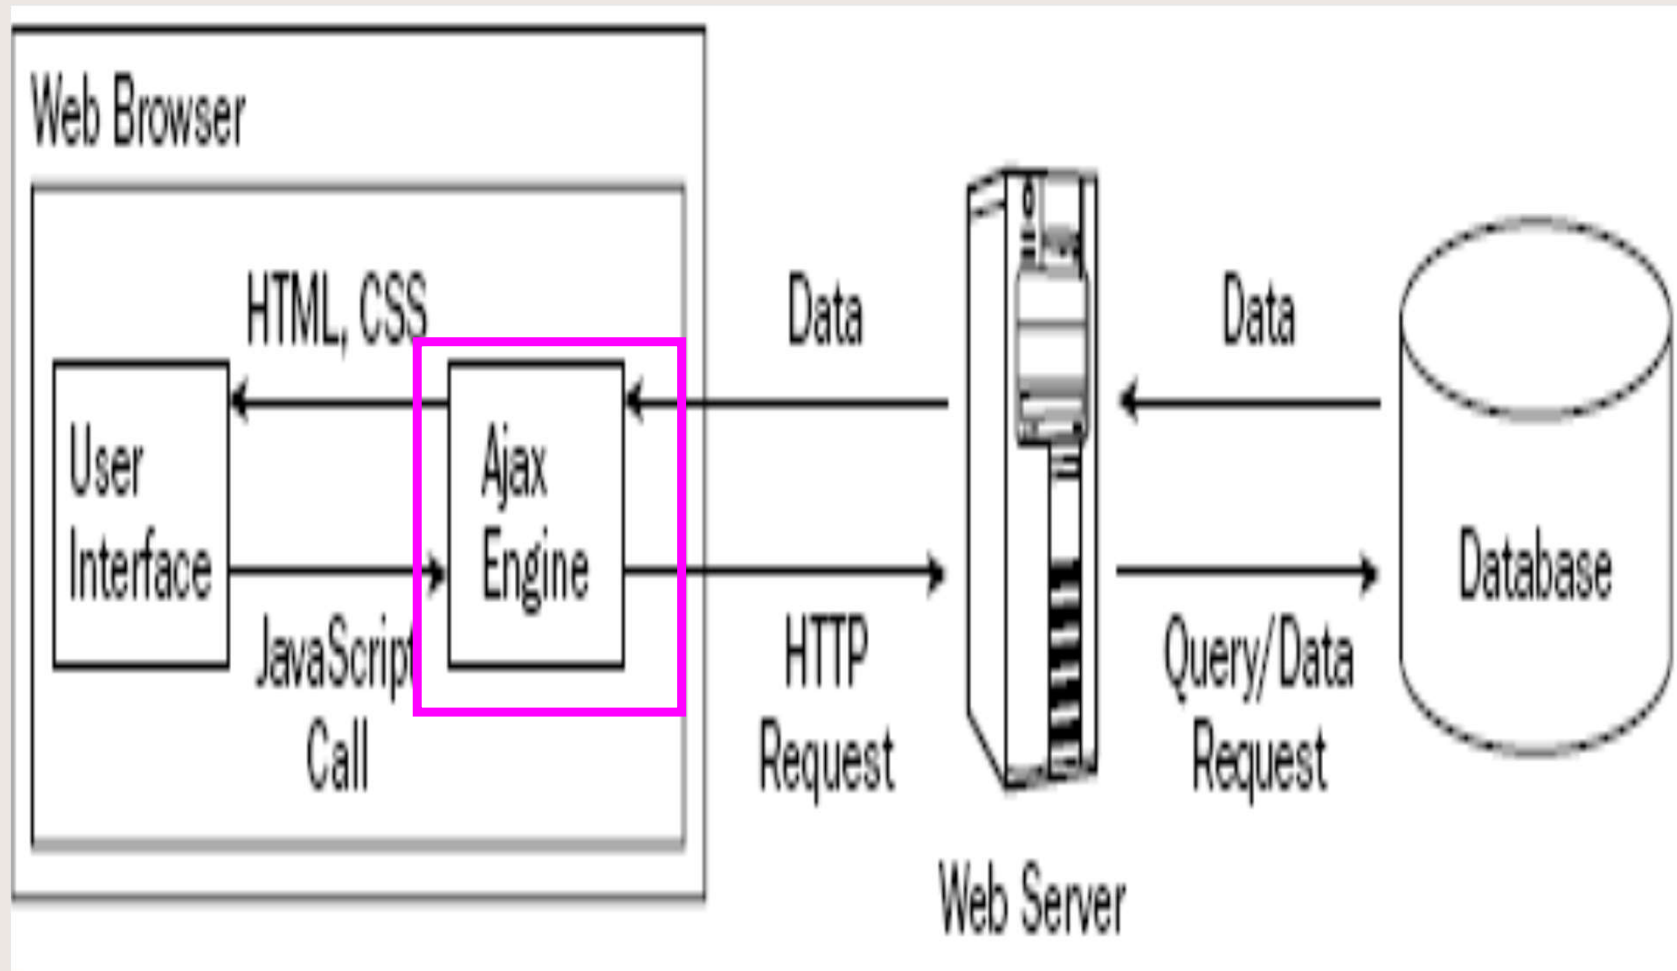 Web Browser
HTML, CSS
Data
Data
User
Interface
Ajax
Engine
Database
JavaScript
Call
HTTP
Request
Query/Data
Request
Web Server